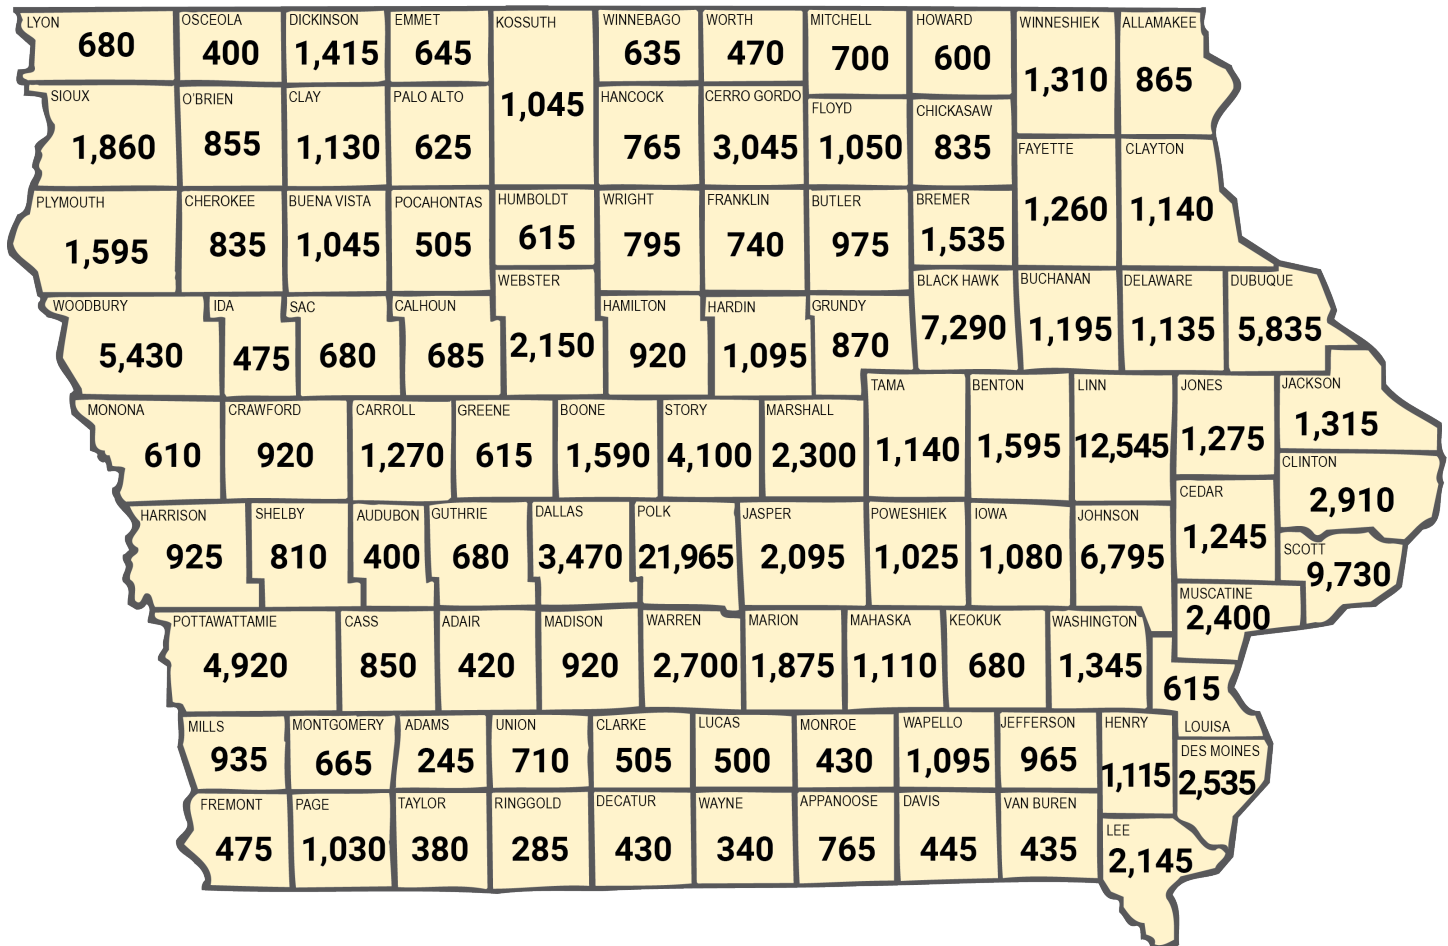 LYON
680
OSCEOLA
400
DICKINSON
1,415
EMMET
645
KOSSUTH
1,045
WINNEBAGO
635
WORTH
470
MITCHELL
700
HOWARD
600
WINNESHIEK
1,310
ALLAMAKEE
865
SIOUX
1,860
O'BRIEN
855
CLAY
1,130
PALO ALTO
625
HANCOCK
765
CERRO GORDO
3,045
FLOYD
1,050
CHICKASAW
835
FAYETTE
1,260
CLAYTON
1,140
PLYMOUTH
1,595
CHEROKEE
835
BUENA VISTA
1,045
POCAHONTAS
505
HUMBOLDT
615
WRIGHT
795
FRANKLIN
740
BUTLER
975
BREMER
1,535
WOODBURY
5,430
IDA
475
SAC
680
CALHOUN
685
WEBSTER
2,150
HAMILTON
920
HARDIN
1,095
GRUNDY
870
BLACK HAWK
7,290
BUCHANAN
1,195
DELAWARE
1,135
DUBUQUE
5,835
MONONA
610
CRAWFORD
920
CARROLL
1,270
GREENE
615
BOONE
1,590
STORY
4,100
MARSHALL
2,300
TAMA
1,140
BENTON
1,595
LINN
12,545
JONES
1,275
JACKSON
1,315
CLINTON
2,910
HARRISON
925
SHELBY
810
AUDUBON
400
GUTHRIE
680
DALLAS
3,470
POLK
21,965
JASPER
2,095
POWESHIEK
1,025
IOWA
1,080
JOHNSON
6,795
CEDAR
1,245
SCOTT
9,730
MUSCATINE
2,400
POTTAWATTAMIE
4,920
CASS
850
ADAIR
420
MADISON
920
WARREN
2,700
MARION
1,875
MAHASKA
1,110
KEOKUK
680
WASHINGTON
1,345
615
LOUISA
MILLS
935
MONTGOMERY
665
ADAMS
245
UNION
710
CLARKE
505
LUCAS
500
MONROE
430
WAPELLO
1,095
JEFFERSON
965
HENRY
1,115
DES MOINES
2,535
FREMONT
475
PAGE
1,030
TAYLOR
380
RINGGOLD
285
DECATUR
430
WAYNE
340
APPANOOSE
765
DAVIS
445
VAN BUREN
435
LEE
2,145